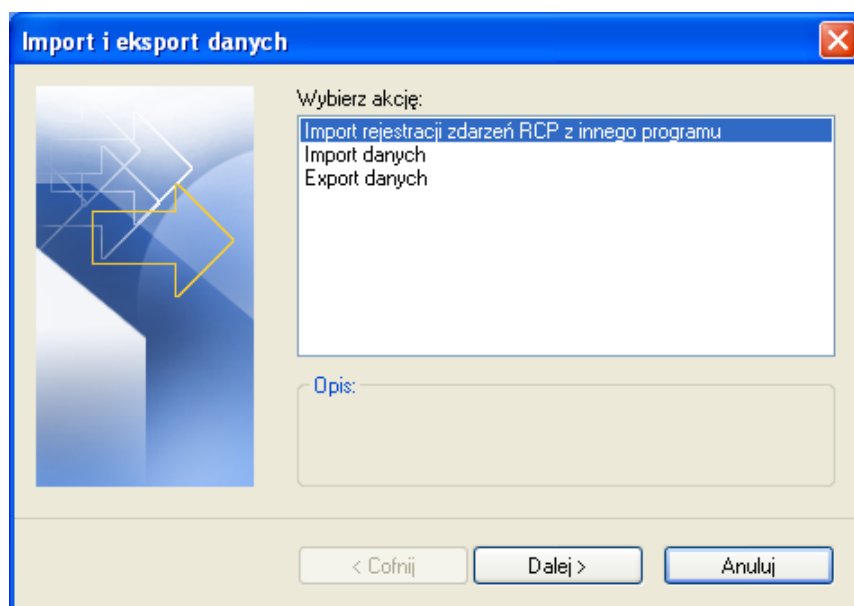 Import i eksport danych
Wybierz akcję:
Import rejestracji zdarzeń RCP z innego programu
Import danych
Export danych
Opis:
< Cofnij
Dalej >
Anuluj